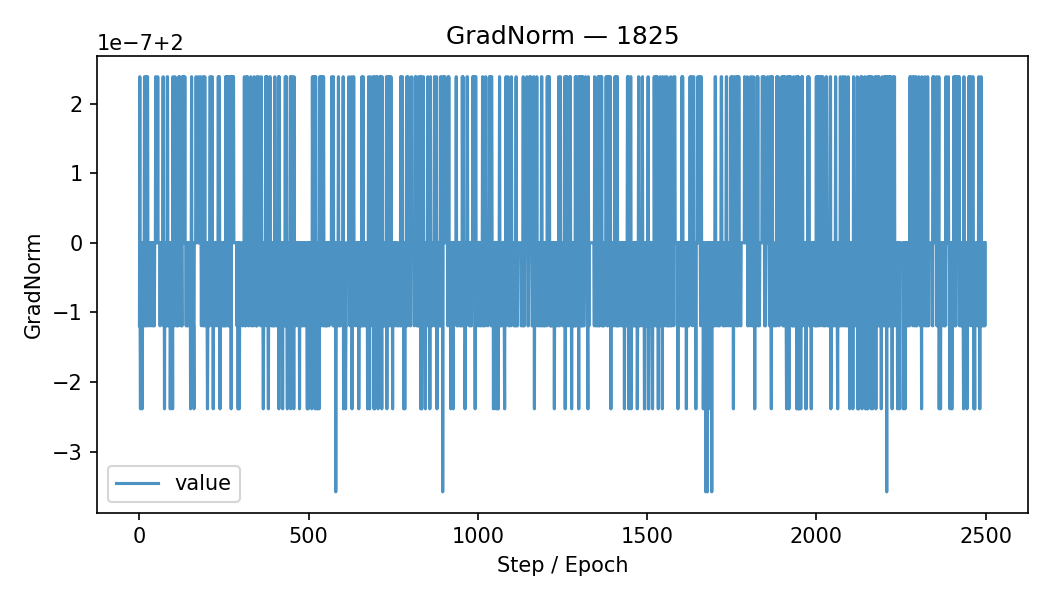 GradNorm — 1825
1e−7+2
2
1
0
−1
−2
−3
GradNorm
value
0
500
1000
1500
2000
2500
Step / Epoch